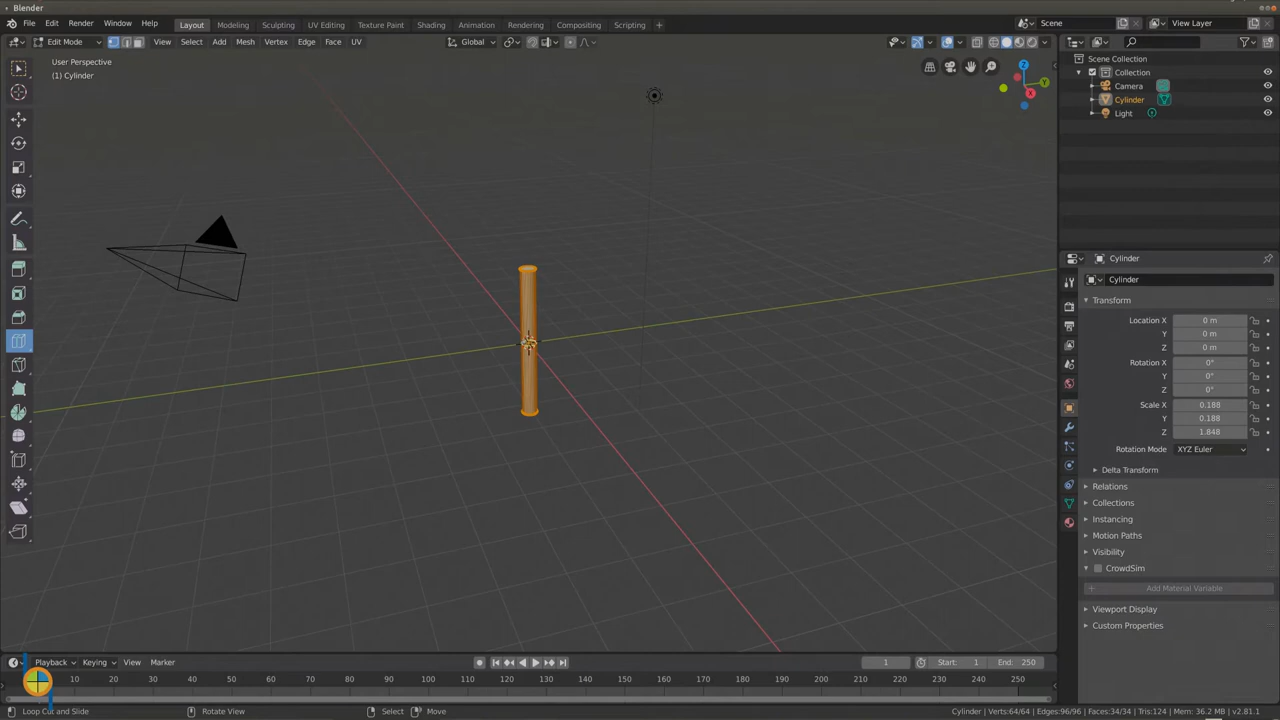 Blender
File Edit Render Window Help
Layout Modeling Sculpting UV Editing Texture Paint Shading Animation Rendering Compositing Scripting +
Scene
View Layer
Edit Mode View Select Add Mesh Vertex Edge Face UV
Global
User Perspective
(1) Cylinder
Z
Y
X
Scene Collection
Collection
Camera
Cylinder
Light
Cylinder
Cylinder
Transform
Location X 0 m
Y 0 m
Z 0 m
Rotation X 0°
Y 0°
Z 0°
Scale X 0.188
Y 0.188
Z 1.848
Rotation Mode XYZ Euler
Delta Transform
Relations
Collections
Instancing
Motion Paths
Visibility
CrowdSim
Add Material Variable
Viewport Display
Custom Properties
Playback Keying View Marker
1 Start: 1 End: 250
10 20 30 40 50 60 70 80 90 100 110 120 130 140 150 160 170 180 190 200 210 220 230 240 250
Loop Cut and Slide Rotate View Select Move
Cylinder | Verts:64/64 | Edges:96/96 | Faces:34/34 | Tris:124 | Mem: 36.2 MB | v2.81.1